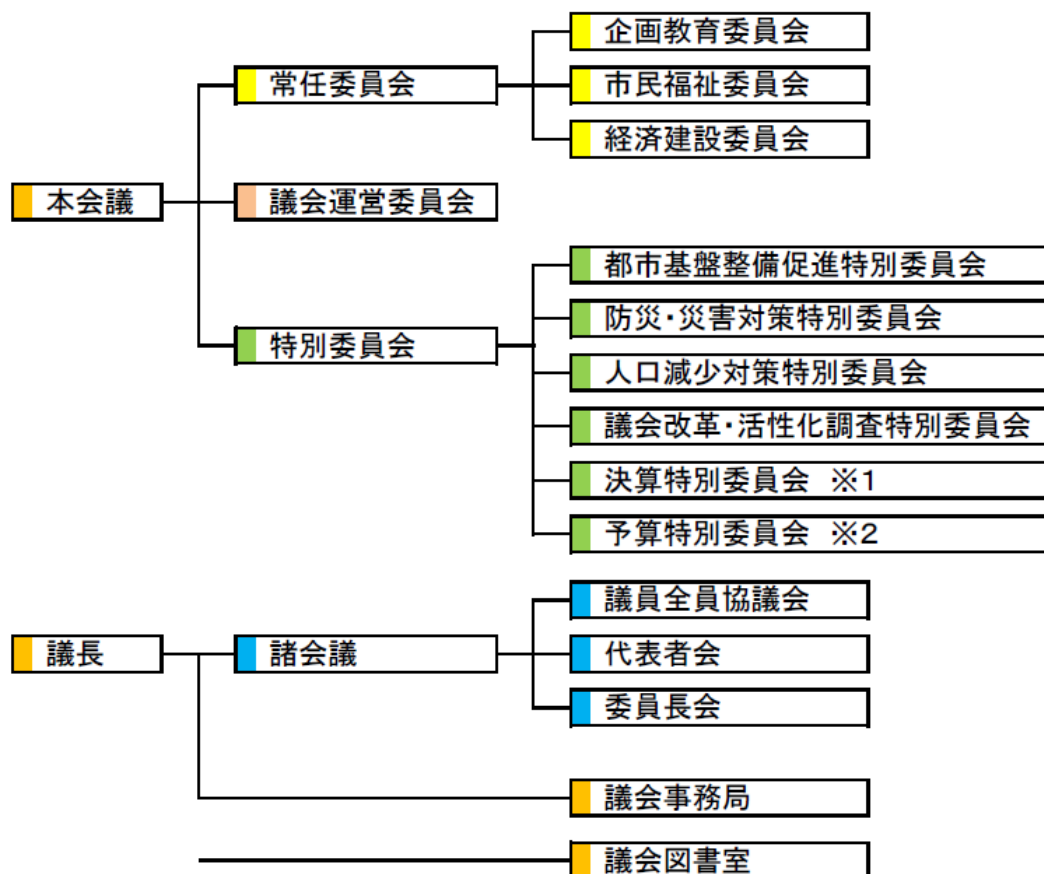 企画教育委員会
常任委員会
市民福祉委員会
経済建設委員会
本会議
議会運営委員会
都市基盤整備促進特別委員会
防災・災害対策特別委員会
特別委員会
人口減少対策特別委員会
議会改革・活性化調査特別委員会
決算特別委員会 ※1
予算特別委員会 ※2
議員全員協議会
議長
諸会議
代表者会
委員長会
議会事務局
議会図書室